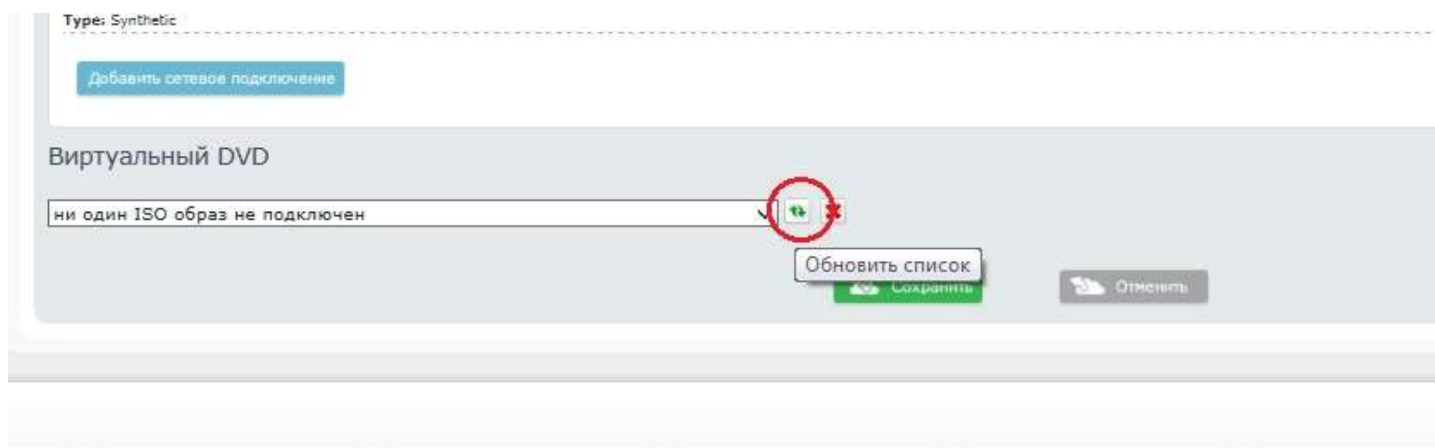 Type: Synthetic
Добавить сетевое подключение
Виртуальный DVD
ни один ISO образ не подключен
Обновить список
Сохранить
Отменить